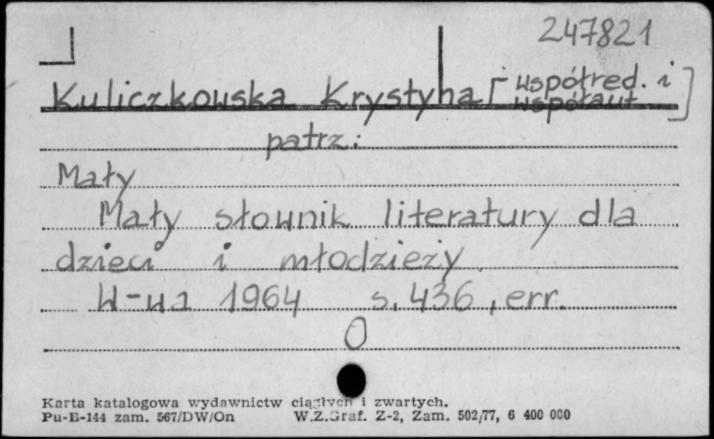 247821
Kuliczkowska Krystyna [współred. i
współaut.]
patrz:
Mały
Mały słownik literatury dla
dzieci i młodzieży.
W-wa 1964 s. 436, err.
O
Karta katalogowa wydawnictw ciągłych i zwartych.
Pu-B-144 zam. 567/DW/On W.Z.Graf. Z-2, Zam. 502/77, 6 400 000